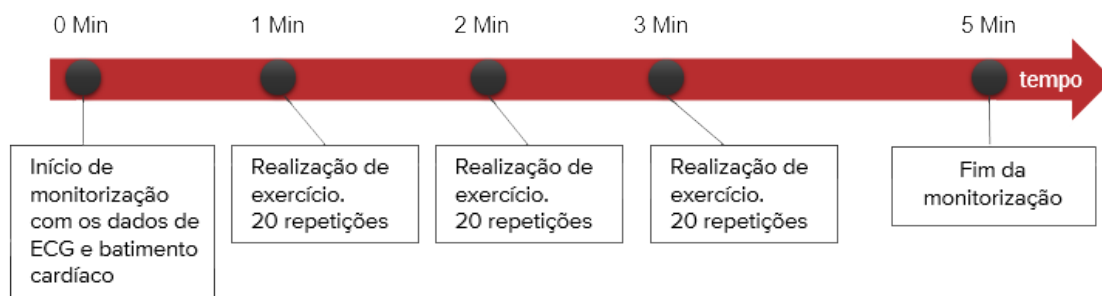 0 Min
1 Min
2 Min
3 Min
5 Min
tempo
Início de
monitorização
com os dados de
ECG e batimento
cardíaco
Realização de
exercício.
20 repetições
Realização de
exercício.
20 repetições
Realização de
exercício.
20 repetições
Fim da
monitorização